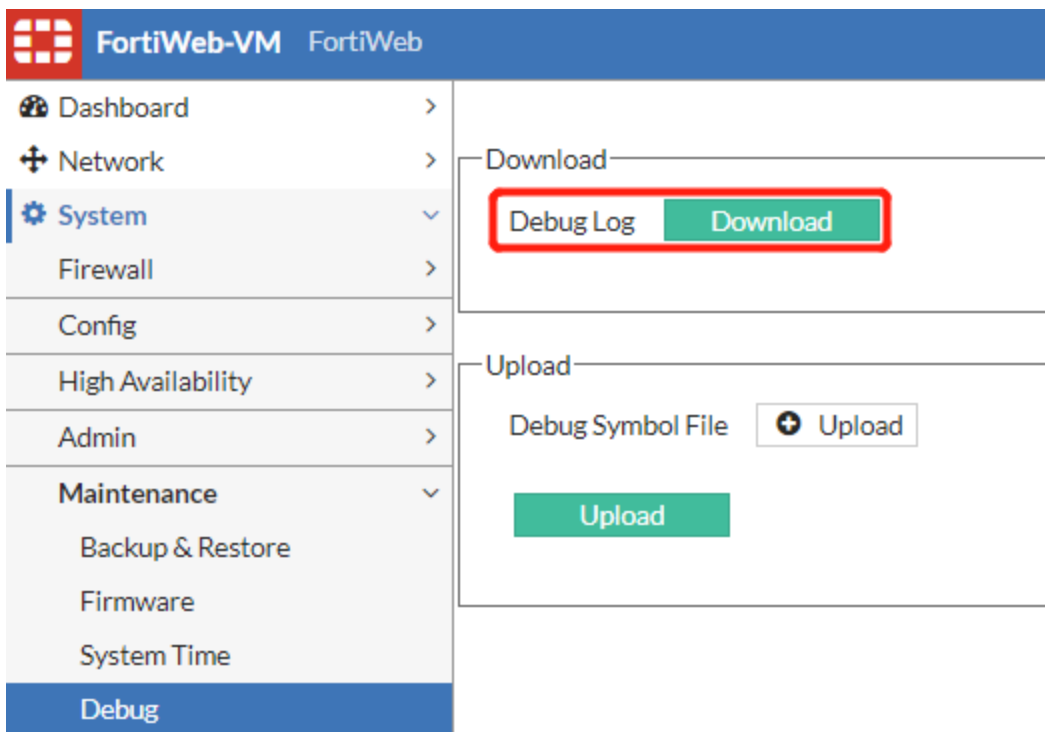 FortiWeb-VM FortiWeb
Dashboard
Network
System
Firewall
Config
High Availability
Admin
Maintenance
Backup & Restore
Firmware
System Time
Debug
Download
Debug Log Download
Upload
Debug Symbol File Upload
Upload